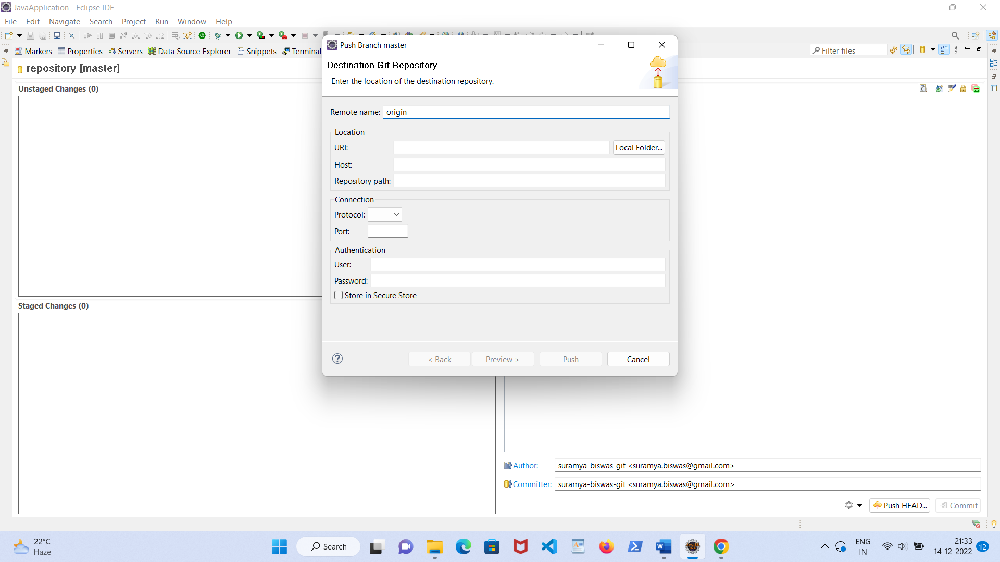 JavaApplication - Eclipse IDE
File Edit Navigate Search Project Run Window Help
Markers Properties Servers Data Source Explorer Snippets Terminal
Filter files
repository [master]
Unstaged Changes (0)
Staged Changes (0)
Push Branch master
Destination Git Repository
Enter the location of the destination repository.
Remote name: origin
Location
URI: Local Folder...
Host:
Repository path:
Connection
Protocol:
Port:
Authentication
User:
Password:
Store in Secure Store
< Back Preview > Push Cancel
Author: suramya-biswas-git <suramya.biswas@gmail.com>
Committer: suramya-biswas-git <suramya.biswas@gmail.com>
Push HEAD... Commit
22°C
Haze
Search
ENG
IN
21:33
14-12-2022
12